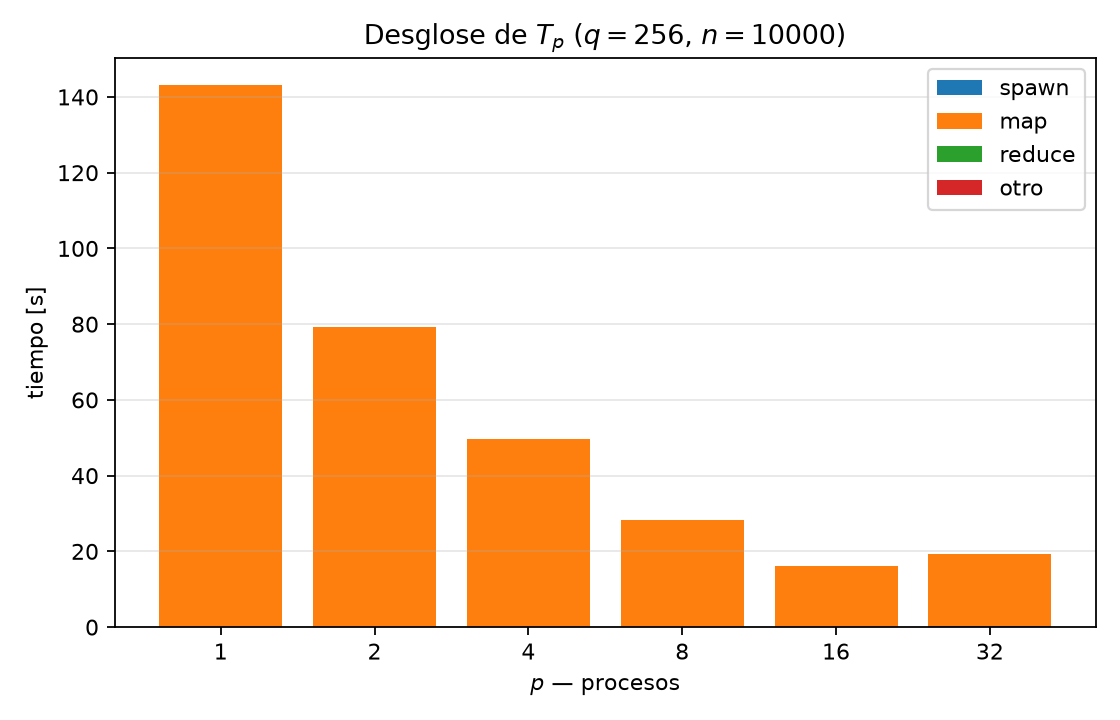 Desglose de Tp (q = 256, n = 10000)
spawn
map
reduce
otro
tiempo [s]
140
120
100
80
60
40
20
0
1 2 4 8 16 32
p — procesos